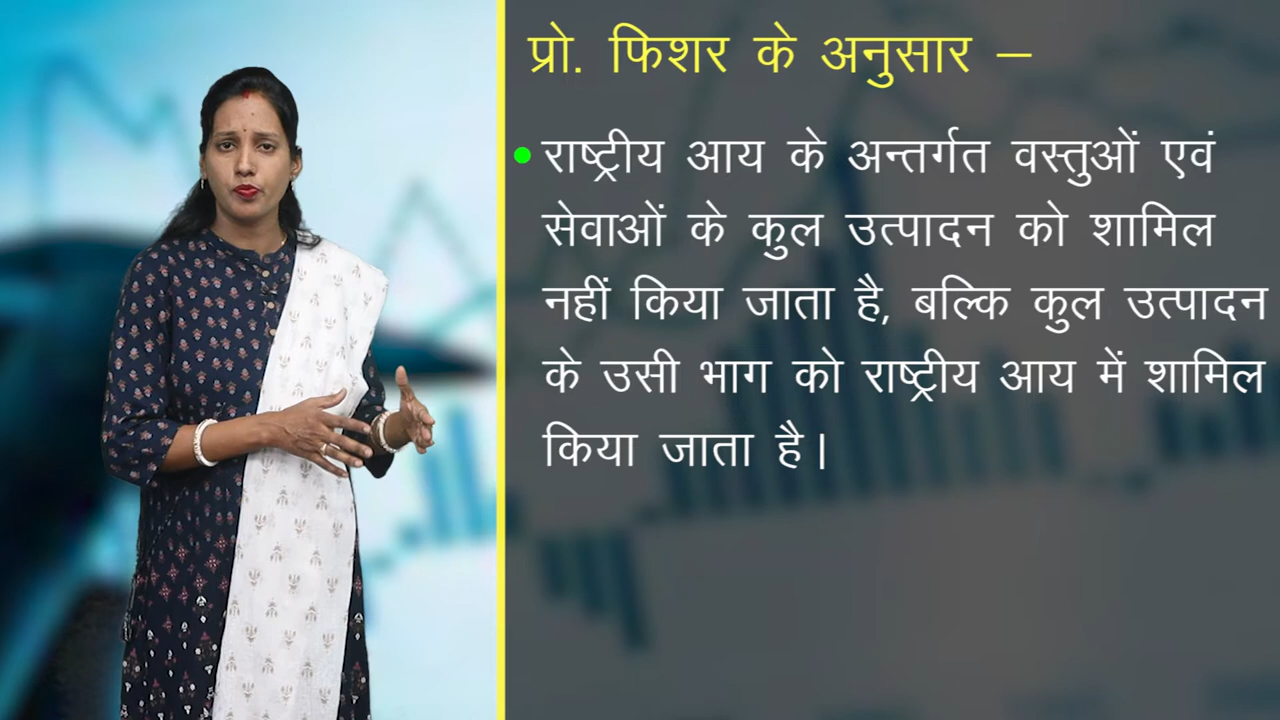 प्रो. फिशर के अनुसार –
• राष्ट्रीय आय के अन्तर्गत वस्तुओं एवं
सेवाओं के कुल उत्पादन को शामिल
नहीं किया जाता है, बल्कि कुल उत्पादन
के उसी भाग को राष्ट्रीय आय में शामिल
किया जाता है।